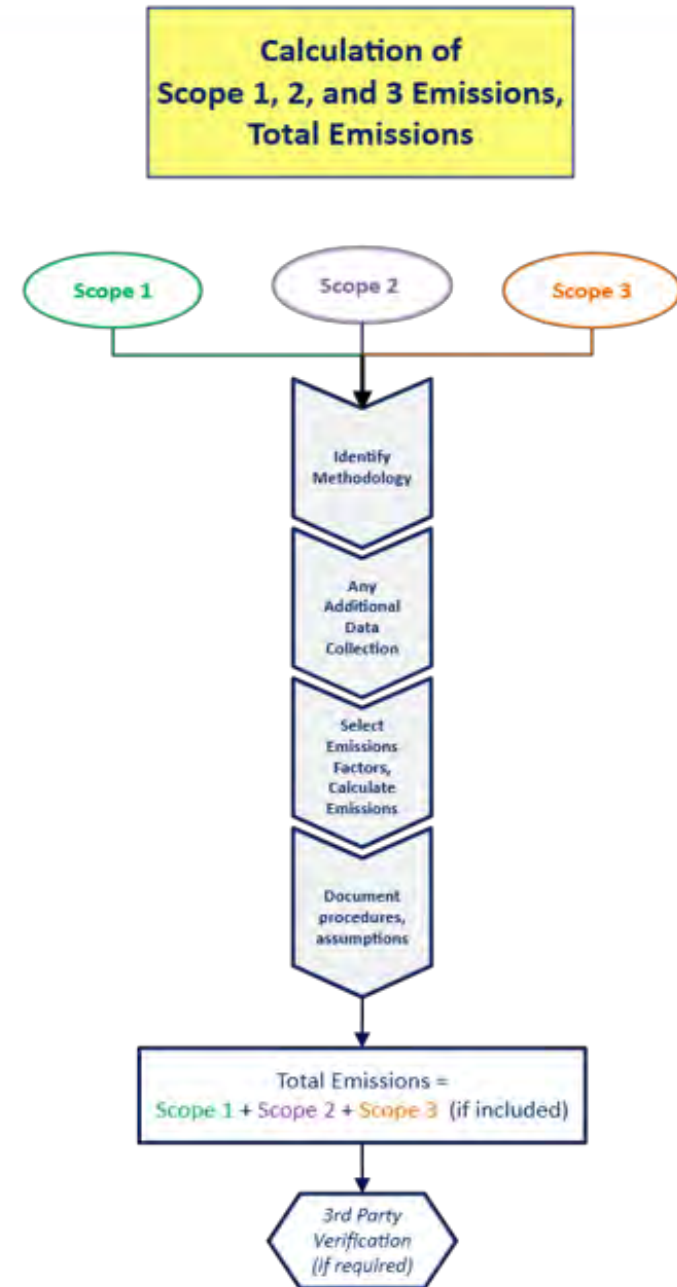 Calculation of
Scope 1, 2, and 3 Emissions,
Total Emissions
Scope 1
Scope 2
Scope 3
Identify
Methodology
Any
Additional
Data
Collection
Select
Emissions
Factors,
Calculate
Emissions
Document
procedures,
assumptions
Total Emissions =
Scope 1 + Scope 2 + Scope 3 (if included)
3rd Party
Verification
(if required)